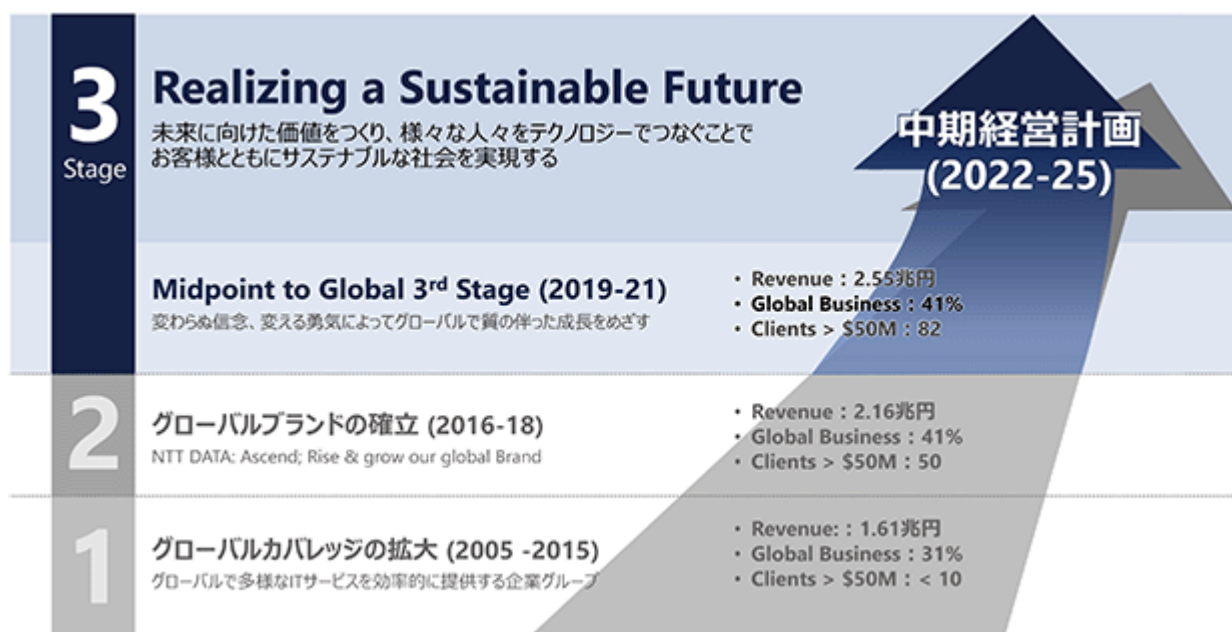 3
Stage
Realizing a Sustainable Future
未来に向けた価値をつくり、様々な人々をテクノロジーでつなぐことで
お客様とともにサステナブルな社会を実現する
中期経営計画
(2022-25)
Midpoint to Global 3rd Stage (2019-21)
変わらぬ信念、変える勇気によってグローバルで質の伴った成長をめざす
・ Revenue：2.55兆円
・ Global Business：41%
・ Clients > $50M：82
2
グローバルブランドの確立 (2016-18)
NTT DATA: Ascend; Rise & grow our global Brand
・ Revenue：2.16兆円
・ Global Business：41%
・ Clients > $50M：50
1
グローバルカバレッジの拡大 (2005 -2015)
グローバルで多様なITサービスを効率的に提供する企業グループ
・ Revenue:：1.61兆円
・ Global Business：31%
・ Clients > $50M：< 10